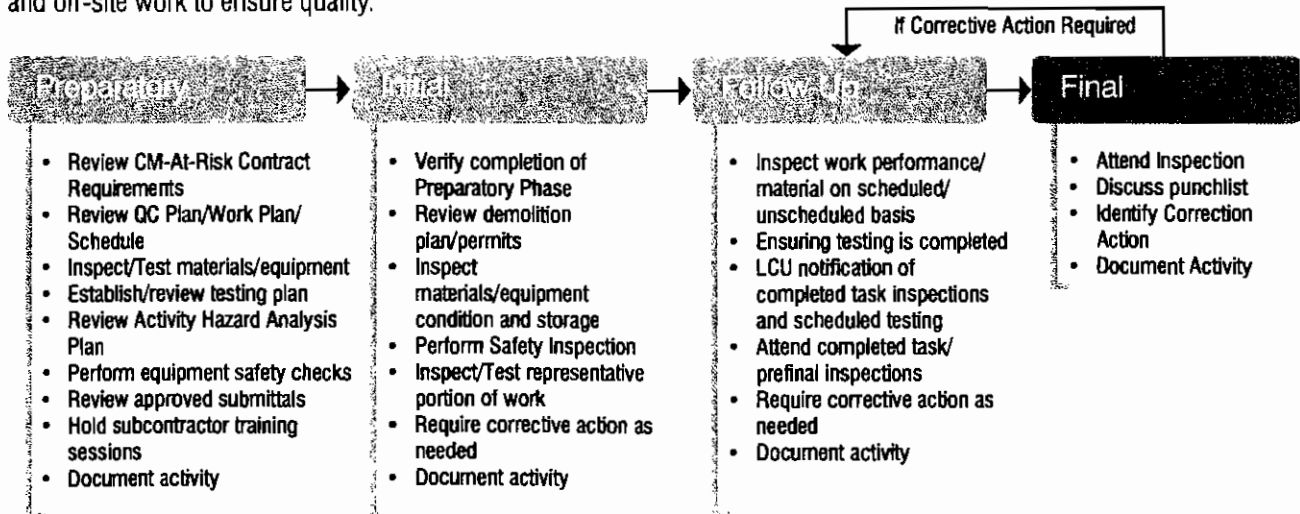 and off-site work to ensure quality.
If Corrective Action Required
Preparatory
• Review CM-At-Risk Contract
Requirements
• Review QC Plan/Work Plan/
Schedule
• Inspect/Test materials/equipment
• Establish/review testing plan
• Review Activity Hazard Analysis
Plan
• Perform equipment safety checks
• Review approved submittals
• Hold subcontractor training
sessions
• Document activity
Initial
• Verify completion of
Preparatory Phase
• Review demolition
plan/permits
• Inspect
materials/equipment
condition and storage
• Perform Safety Inspection
• Inspect/Test representative
portion of work
• Require corrective action as
needed
• Document activity
Follow-Up
• Inspect work performance/
material on scheduled/
unscheduled basis
• Ensuring testing is completed
• LCU notification of
completed task inspections
and scheduled testing
• Attend completed task/
prefinal inspections
• Require corrective action as
needed
• Document activity
Final
• Attend Inspection
• Discuss punchlist
• Identify Correction
Action
• Document Activity